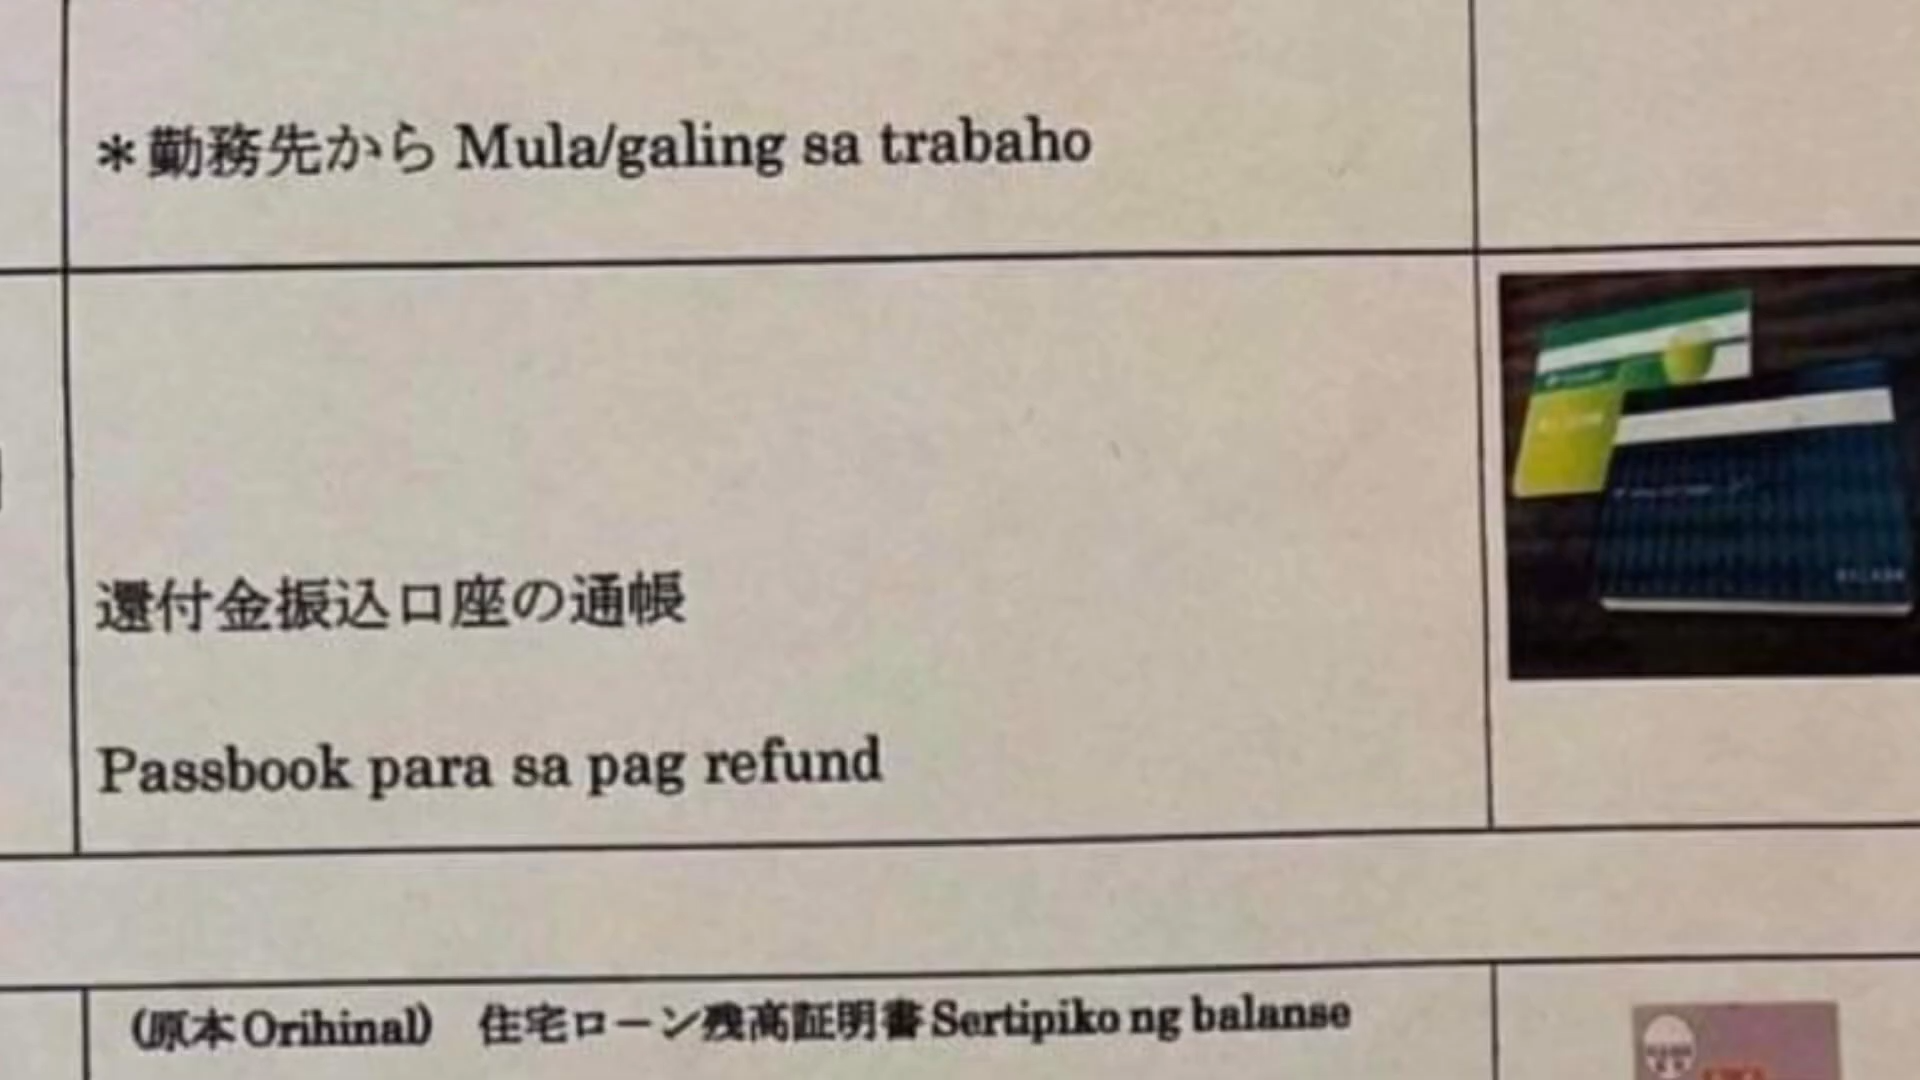 ＊勤務先から Mula/galing sa trabaho
還付金振込口座の通帳
Passbook para sa pag refund
(原本 Orihinal)　住宅ローン残高証明書 Sertipiko ng balanse